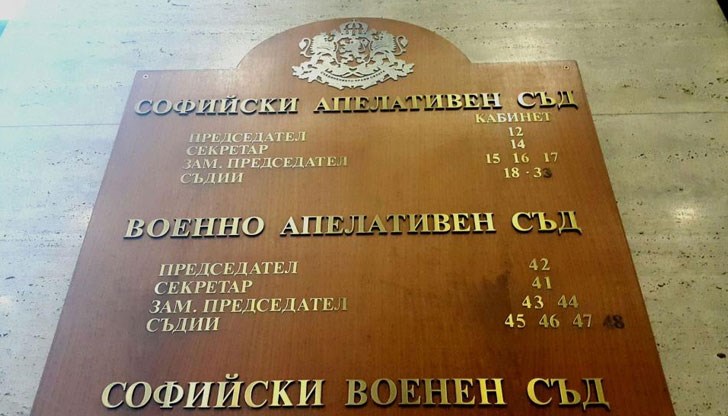 СОФИЙСКИ АПЕЛАТИВЕН СЪД
КАБИНЕТ
ПРЕДСЕДАТЕЛ 12
СЕКРЕТАР 14
ЗАМ. ПРЕДСЕДАТЕЛ 15 16 17
СЪДИИ 18 - 33
ВОЕННО АПЕЛАТИВЕН СЪД
ПРЕДСЕДАТЕЛ 42
СЕКРЕТАР 41
ЗАМ. ПРЕДСЕДАТЕЛ 43 44
СЪДИИ 45 46 47 48
СОФИЙСКИ ВОЕНЕН СЪД